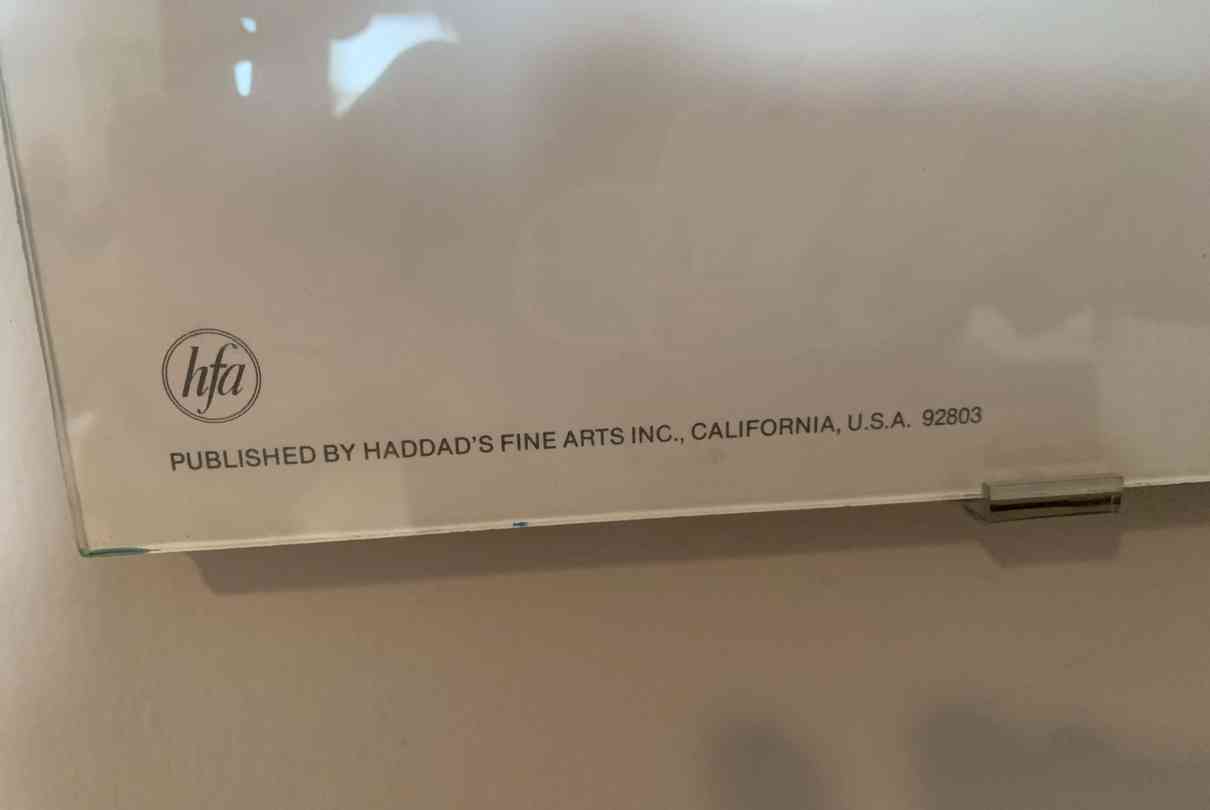 hfa
PUBLISHED BY HADDAD'S FINE ARTS INC., CALIFORNIA, U.S.A. 92803